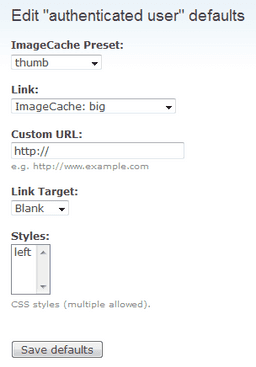 Edit "authenticated user" defaults
ImageCache Preset:
thumb
Link:
ImageCache: big
Custom URL:
http://
e.g. http://www.example.com
Link Target:
Blank
Styles:
left
CSS styles (multiple allowed).
Save defaults